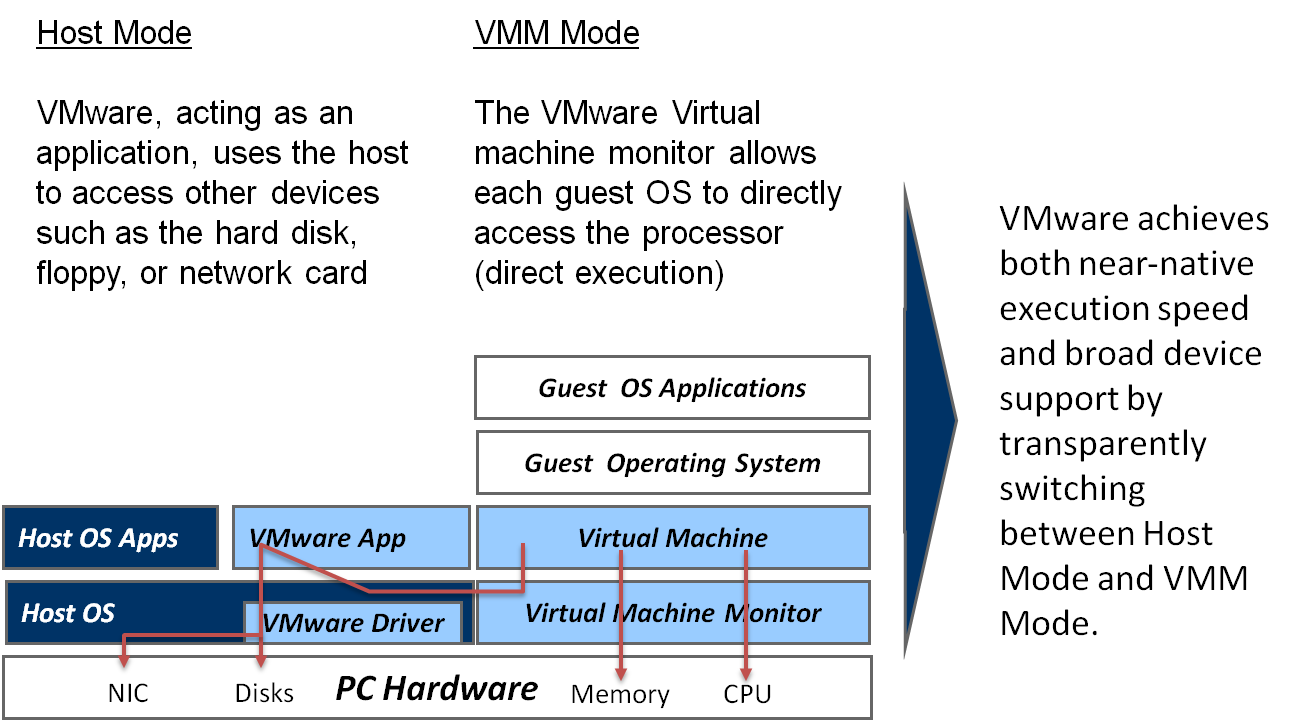 Host Mode
VMware, acting as an
application, uses the host
to access other devices
such as the hard disk,
floppy, or network card
VMM Mode
The VMware Virtual
machine monitor allows
each guest OS to directly
access the processor
(direct execution)
VMware achieves
both near-native
execution speed
and broad device
support by
transparently
switching
between Host
Mode and VMM
Mode.
Guest OS Applications
Guest Operating System
Host OS Apps
VMware App
Virtual Machine
Host OS
VMware Driver
Virtual Machine Monitor
NIC
Disks
PC Hardware
Memory
CPU